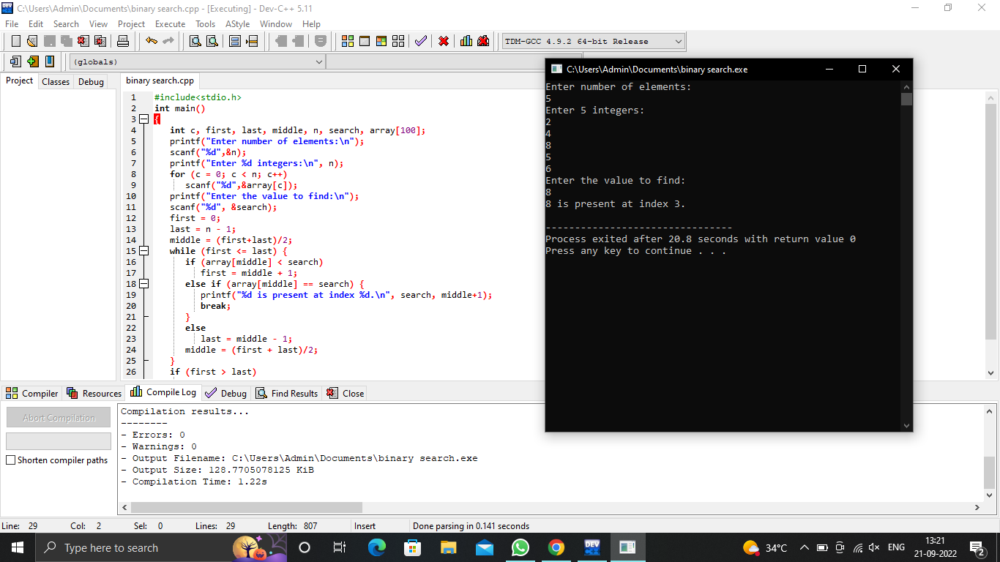 C:\Users\Admin\Documents\binary search.cpp - [Executing] - Dev-C++ 5.11
File Edit Search View Project Execute Tools AStyle Window Help
TDM-GCC 4.9.2 64-bit Release
(globals)
Project Classes Debug
binary search.cpp
1 #include<stdio.h>
2 int main()
3 {
4 int c, first, last, middle, n, search, array[100];
5 printf("Enter number of elements:\n");
6 scanf("%d",&n);
7 printf("Enter %d integers:\n", n);
8 for (c = 0; c < n; c++)
9 scanf("%d",&array[c]);
10 printf("Enter the value to find:\n");
11 scanf("%d", &search);
12 first = 0;
13 last = n - 1;
14 middle = (first+last)/2;
15 while (first <= last) {
16 if (array[middle] < search)
17 first = middle + 1;
18 else if (array[middle] == search) {
19 printf("%d is present at index %d.\n", search, middle+1);
20 break;
21 }
22 else
23 last = middle - 1;
24 middle = (first + last)/2;
25 }
26 if (first > last)
C:\Users\Admin\Documents\binary search.exe
Enter number of elements:
5
Enter 5 integers:
2
4
8
5
6
Enter the value to find:
8
8 is present at index 3.
--------------------------------
Process exited after 20.8 seconds with return value 0
Press any key to continue . . .
Compiler Resources Compile Log Debug Find Results Close
Abort Compilation
Shorten compiler paths
Compilation results...
--------
- Errors: 0
- Warnings: 0
- Output Filename: C:\Users\Admin\Documents\binary search.exe
- Output Size: 128.7705078125 KiB
- Compilation Time: 1.22s
Line: 29 Col: 2 Sel: 0 Lines: 29 Length: 807 Insert Done parsing in 0.141 seconds
Type here to search
DEV
34°C
ENG
13:21
21-09-2022
2